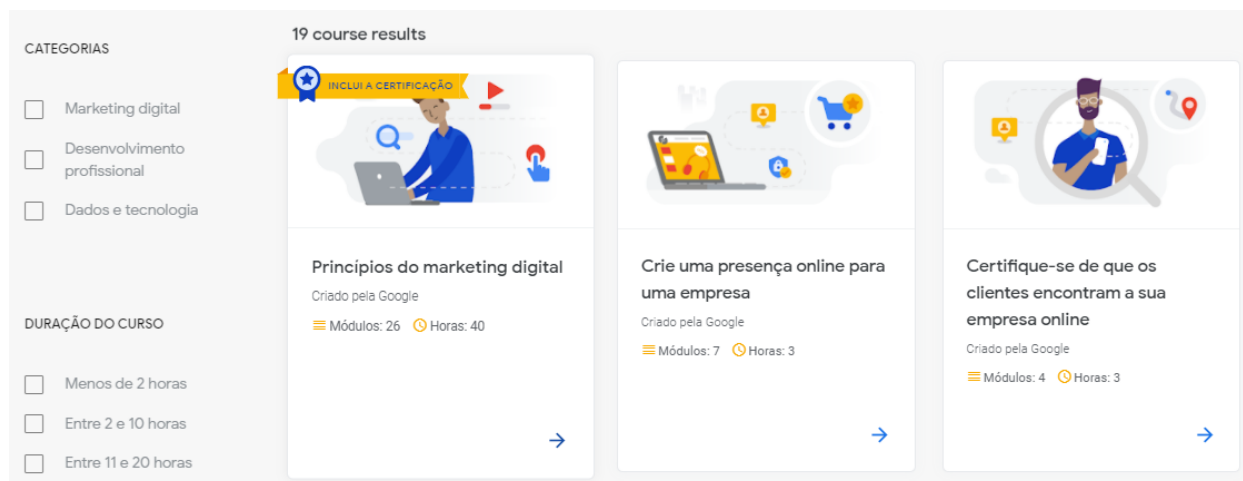 CATEGORIAS
Marketing digital
Desenvolvimento
profissional
Dados e tecnologia
DURAÇÃO DO CURSO
Menos de 2 horas
Entre 2 e 10 horas
Entre 11 e 20 horas
19 course results
INCLUI A CERTIFICAÇÃO
Princípios do marketing digital
Criado pela Google
Módulos: 26 Horas: 40
Crie uma presença online para
uma empresa
Criado pela Google
Módulos: 7 Horas: 3
Certifique-se de que os
clientes encontram a sua
empresa online
Criado pela Google
Módulos: 4 Horas: 3